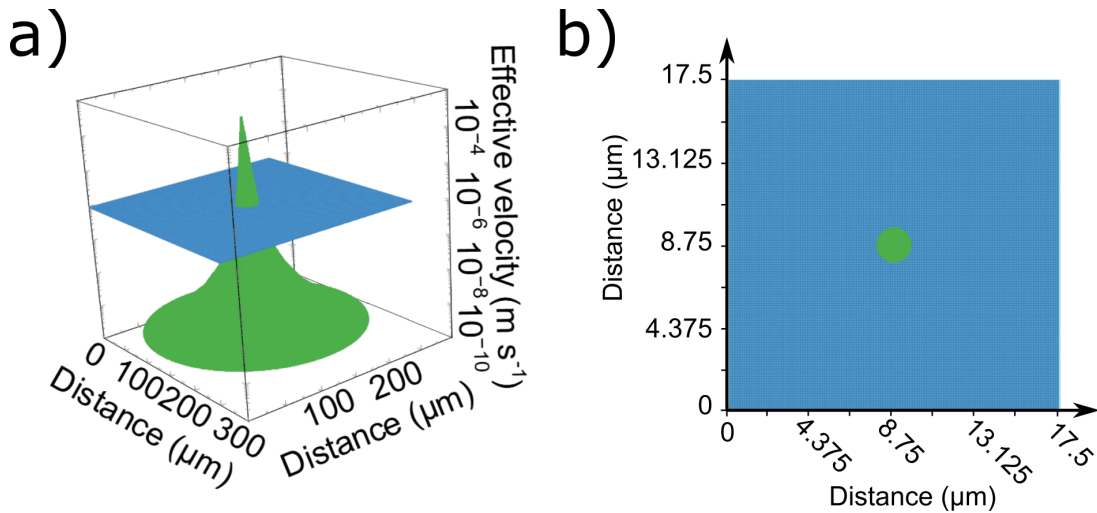 a)
Effective velocity (m s⁻¹)
10⁻⁴
10⁻⁶
10⁻⁸
10⁻¹⁰
0
100
200
300
Distance (µm)
100
200
Distance (µm)
b)
17.5
13.125
8.75
4.375
0
Distance (µm)
0
4.375
8.75
13.125
17.5
Distance (µm)